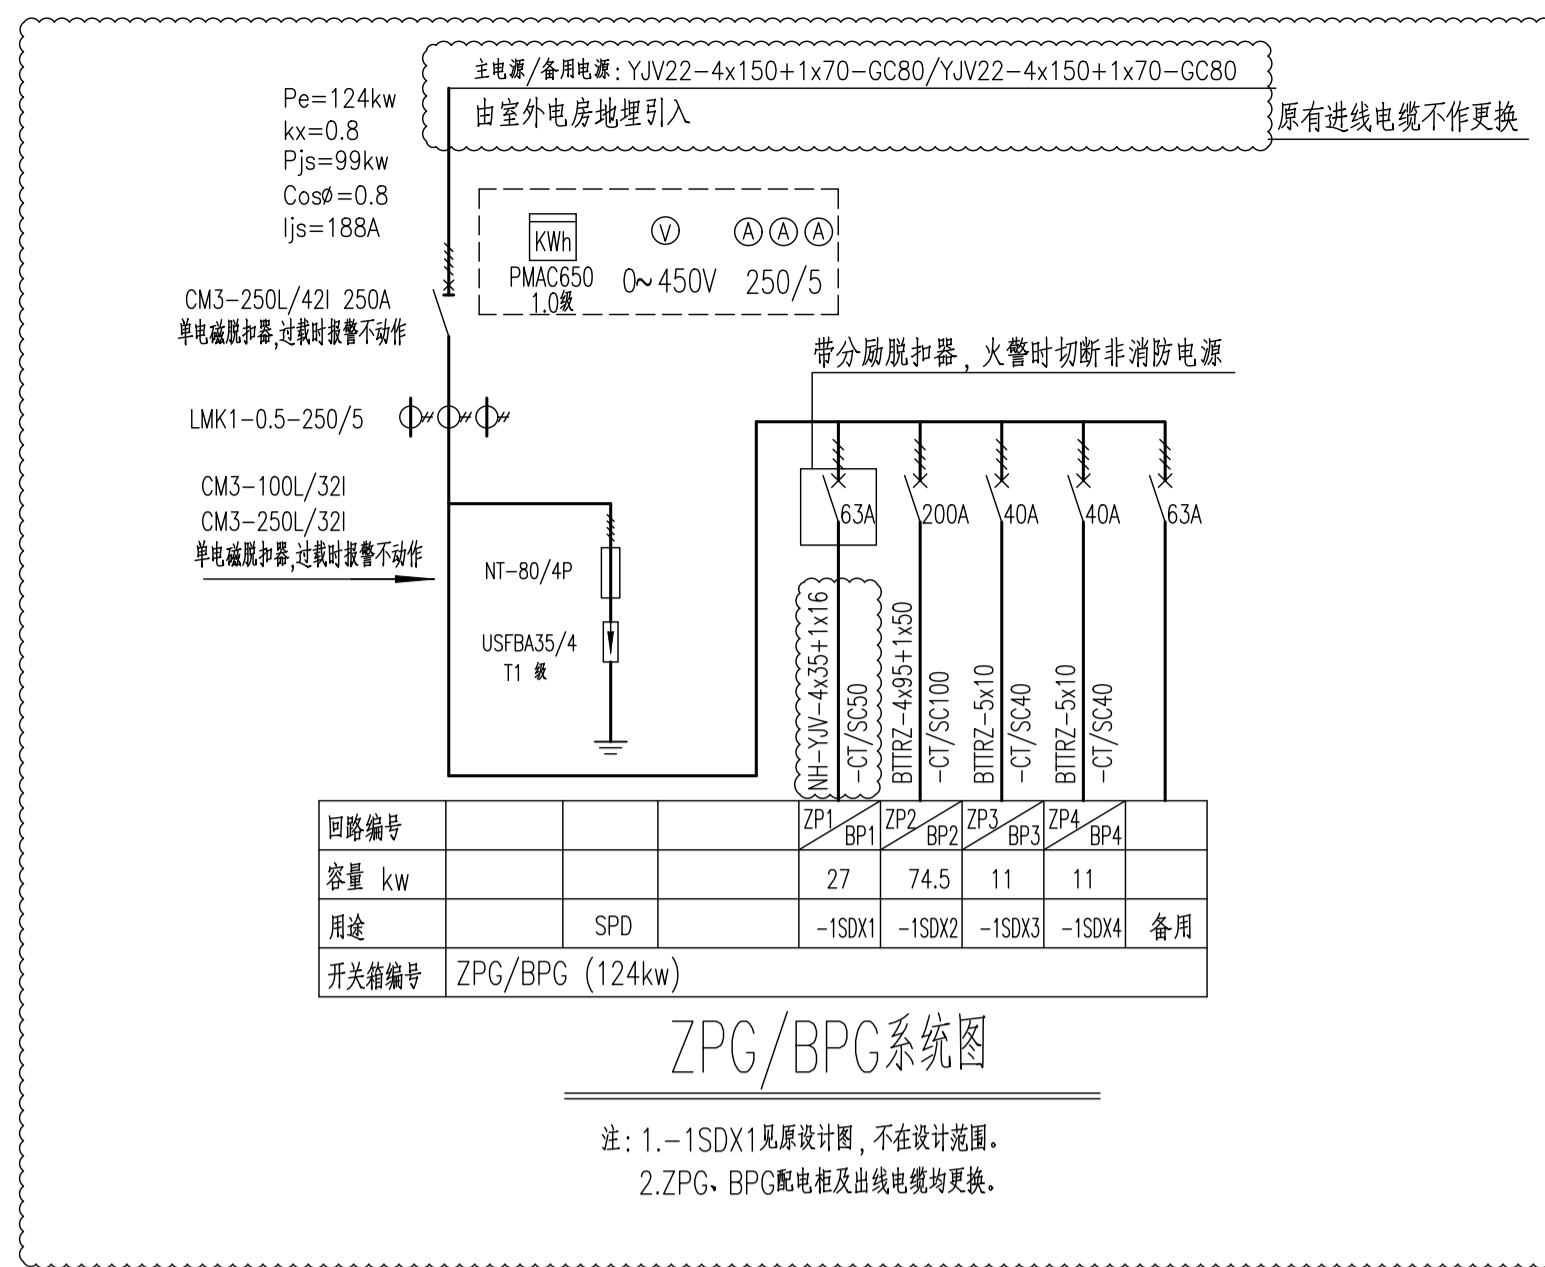 主电源/备用电源: YJV22-4x150+1x70-GC80/YJV22-4x150+1x70-GC80
由室外电房地埋引入
原有进线电缆不作更换
Pe=124kw
kx=0.8
Pjs=99kw
Cosø=0.8
Ijs=188A
KWh
V
A A A
PMAC650
1.0级
0~450V
250/5
CM3-250L/42I 250A
单电磁脱扣器,过载时报警不动作
带分励脱扣器, 火警时切断非消防电源
LMK1-0.5-250/5
CM3-100L/32I
CM3-250L/32I
单电磁脱扣器,过载时报警不动作
63A
200A
40A
40A
63A
NT-80/4P
USFBA35/4
T1 级
NH-YJV-4x35+1x16
-CT/SC50
BTTRZ-4x95+1x50
-CT/SC100
BTTRZ-5x10
-CT/SC40
BTTRZ-5x10
-CT/SC40
回路编号 ZP1/BP1 ZP2/BP2 ZP3/BP3 ZP4/BP4
容量 kw 27 74.5 11 11
用途 SPD -1SDX1 -1SDX2 -1SDX3 -1SDX4 备用
开关箱编号 ZPG/BPG (124kw)
ZPG/BPG系统图
注: 1.-1SDX1见原设计图, 不在设计范围。
2.ZPG、BPG配电柜及出线电缆均更换。